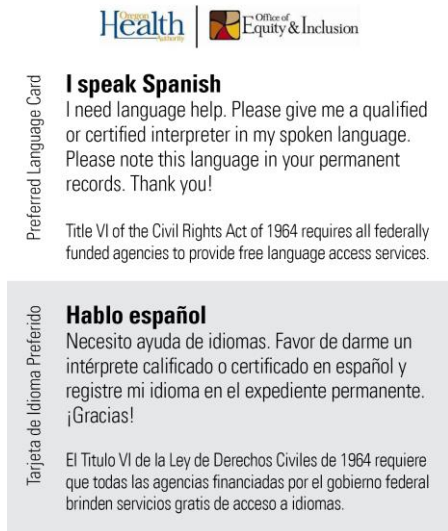 Oregon
Health
Authority
Office of
Equity & Inclusion
Preferred Language Card
I speak Spanish
I need language help. Please give me a qualified
or certified interpreter in my spoken language.
Please note this language in your permanent
records. Thank you!
Title VI of the Civil Rights Act of 1964 requires all federally
funded agencies to provide free language access services.
Tarjeta de Idioma Preferido
Hablo español
Necesito ayuda de idiomas. Favor de darme un
intérprete calificado o certificado en español y
registre mi idioma en el expediente permanente.
¡Gracias!
El Titulo VI de la Ley de Derechos Civiles de 1964 requiere
que todas las agencias financiadas por el gobierno federal
brinden servicios gratis de acceso a idiomas.